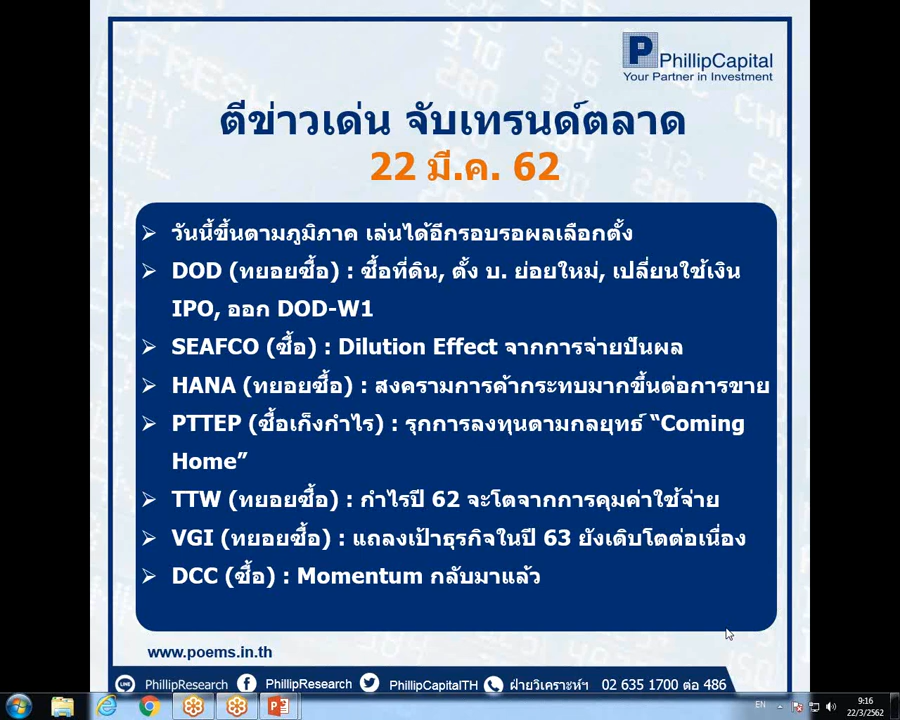 PhillipCapital
Your Partner in Investment
ตีข่าวเด่น จับเทรนด์ตลาด
22 มี.ค. 62
วันนี้ขึ้นตามภูมิภาค เล่นได้อีกรอบรอผลเลือกตั้ง
DOD (ทยอยซื้อ) : ซื้อที่ดิน, ตั้ง บ. ย่อยใหม่, เปลี่ยนใช้เงิน
IPO, ออก DOD-W1
SEAFCO (ซื้อ) : Dilution Effect จากการจ่ายปันผล
HANA (ทยอยซื้อ) : สงครามการค้ากระทบมากขึ้นต่อการขาย
PTTEP (ซื้อเก็งกำไร) : รุกการลงทุนตามกลยุทธ์ “Coming
Home”
TTW (ทยอยซื้อ) : กำไรปี 62 จะโตจากการคุมค่าใช้จ่าย
VGI (ทยอยซื้อ) : แถลงเป้าธุรกิจในปี 63 ยังเติบโตต่อเนื่อง
DCC (ซื้อ) : Momentum กลับมาแล้ว
www.poems.in.th
LINE PhillipResearch PhillipResearch PhillipCapitalTH ฝ่ายวิเคราะห์ฯ 02 635 1700 ต่อ 486
EN 9:16
22/3/2562